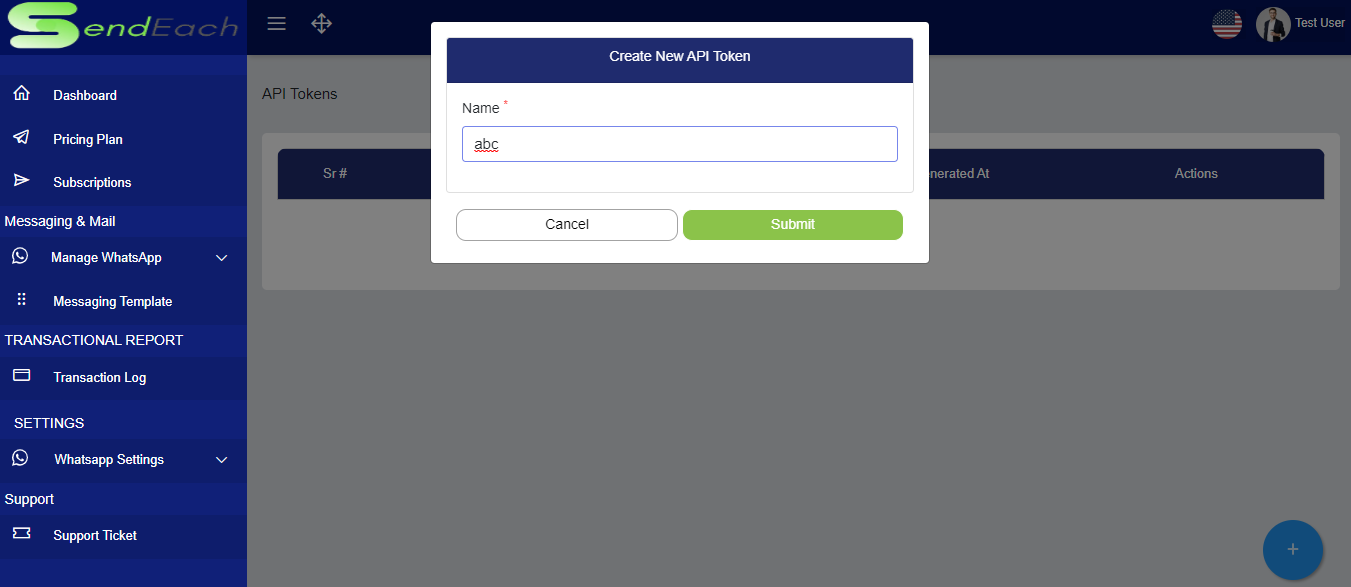 SendEach
Test User
Create New API Token
Dashboard
Pricing Plan
Subscriptions
Messaging & Mail
Manage WhatsApp
Messaging Template
TRANSACTIONAL REPORT
Transaction Log
SETTINGS
Whatsapp Settings
Support
Support Ticket
API Tokens
Name *
abc
Cancel Submit
Sr # nerated At Actions
+